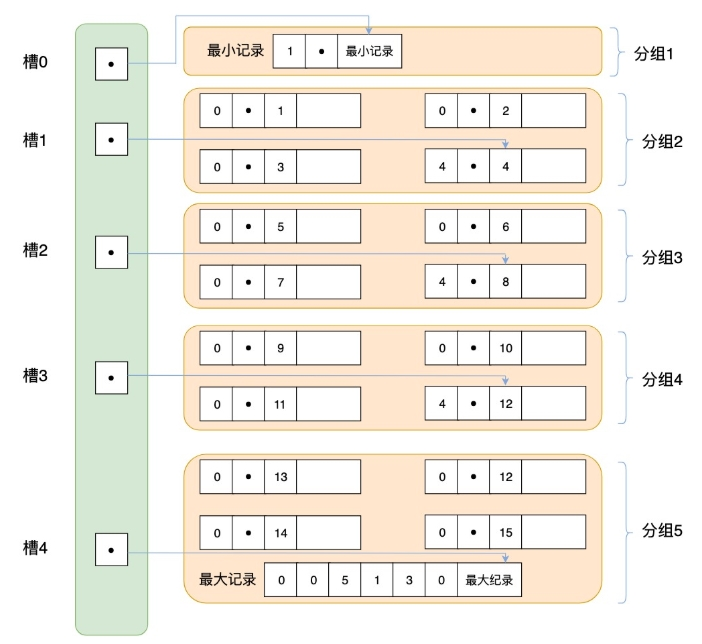 槽0
最小记录 1 • 最小记录
分组1
0 • 1
0 • 2
槽1
分组2
0 • 3
4 • 4
0 • 5
0 • 6
槽2
分组3
0 • 7
4 • 8
0 • 9
0 • 10
槽3
分组4
0 • 11
4 • 12
0 • 13
0 • 12
0 • 14
0 • 15
分组5
槽4
最大记录 0 0 5 1 3 0 最大纪录